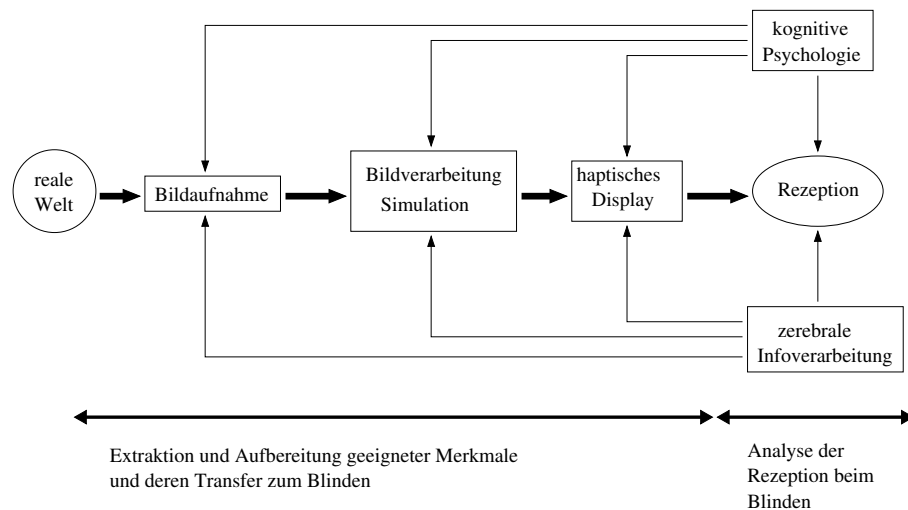 kognitive
Psychologie
reale
Welt
Bildaufnahme
Bildverarbeitung
Simulation
haptisches
Display
Rezeption
zerebrale
Infoverarbeitung
Extraktion und Aufbereitung geeigneter Merkmale
und deren Transfer zum Blinden
Analyse der
Rezeption beim
Blinden